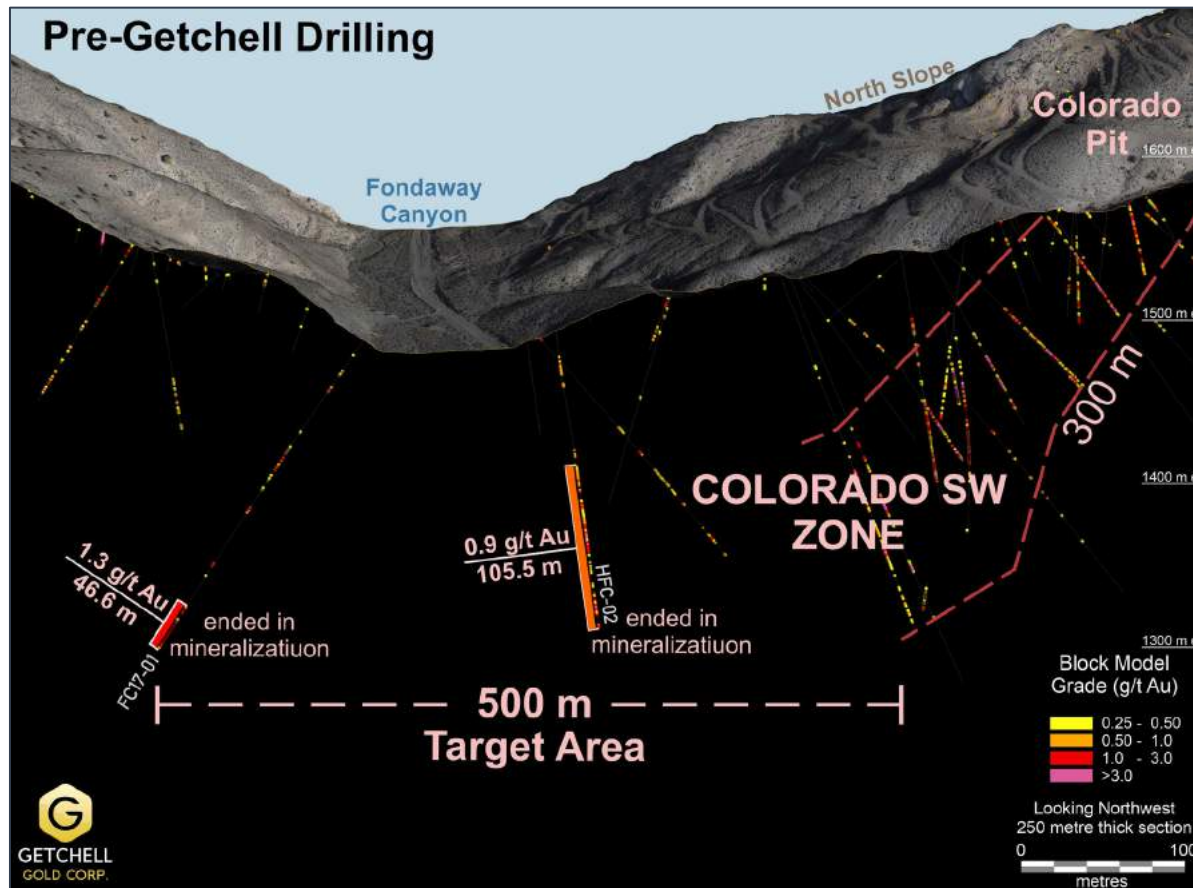 Pre-Getchell Drilling
North Slope
Colorado
Pit
1600 m
Fondaway
Canyon
1500 m
300 m
1400 m
COLORADO SW
ZONE
0.9 g/t Au
105.5 m
HFC-02
ended in
mineralizatiuon
1.3 g/t Au
46.6 m
FC17-01
ended in
mineralizatiuon
1300 m
500 m
Target Area
Block Model
Grade (g/t Au)
0.25 - 0.50
0.50 - 1.0
1.0 - 3.0
>3.0
Looking Northwest
250 metre thick section
0 100
metres
G
GETCHELL
GOLD CORP.